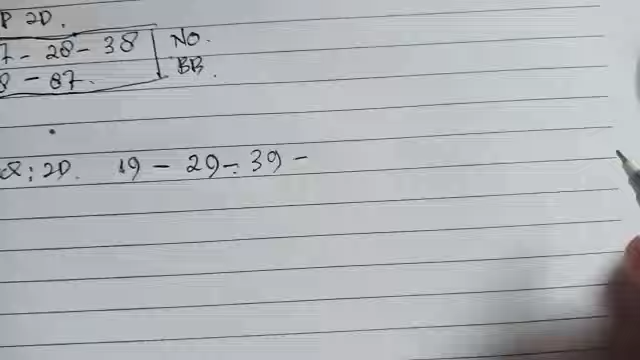 P 2D.
7 - 28 - 38 NO.
8 - 87. BB.
& : 2D. 19 - 29 - 39 -